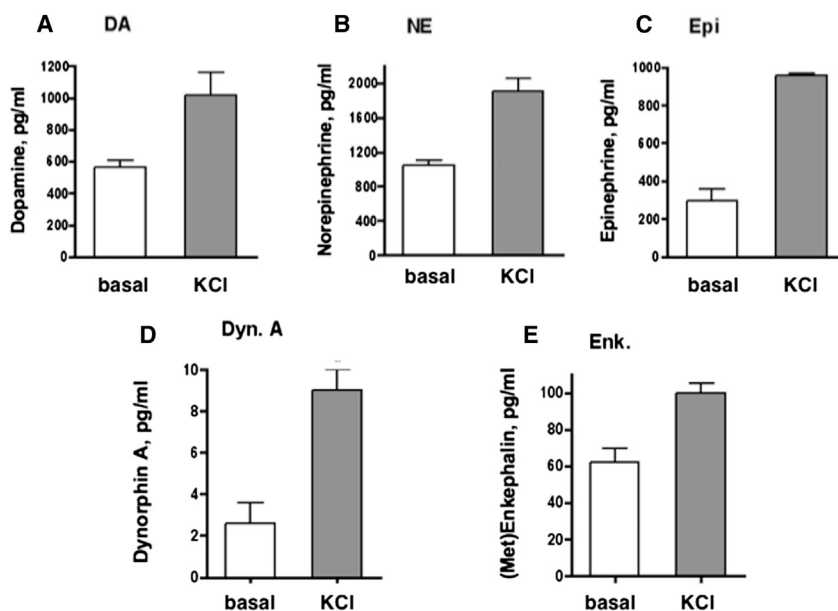 A DA
Dopamine, pg/ml
1200
1000
800
600
400
200
0
basal KCl
B NE
Norepinephrine, pg/ml
2000
1600
1200
800
400
0
basal KCl
C Epi
Epinephrine, pg/ml
1000
800
600
400
200
0
basal KCl
D Dyn. A
Dynorphin A, pg/ml
10
8
6
4
2
0
basal KCl
E Enk.
(Met)Enkephalin, pg/ml
100
80
60
40
20
0
basal KCl